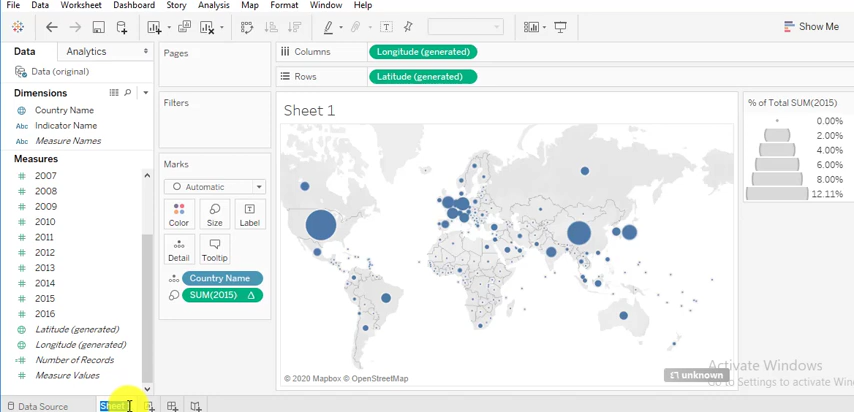 File Data Worksheet Dashboard Story Analysis Map Format Window Help
Show Me
Data Analytics
Data (original)
Dimensions
Country Name
Abc Indicator Name
Abc Measure Names
Measures
2007
2008
2009
2010
2011
2012
2013
2014
2015
2016
Latitude (generated)
Longitude (generated)
Number of Records
Measure Values
Pages
Filters
Marks
Automatic
Color Size Label
Detail Tooltip
Country Name
SUM(2015)
Columns Longitude (generated)
Rows Latitude (generated)
Sheet 1
© 2020 Mapbox © OpenStreetMap
unknown
% of Total SUM(2015)
0.00%
2.00%
4.00%
6.00%
8.00%
12.11%
Activate Windows
Go to Settings to activate Win
Data Source Sheet